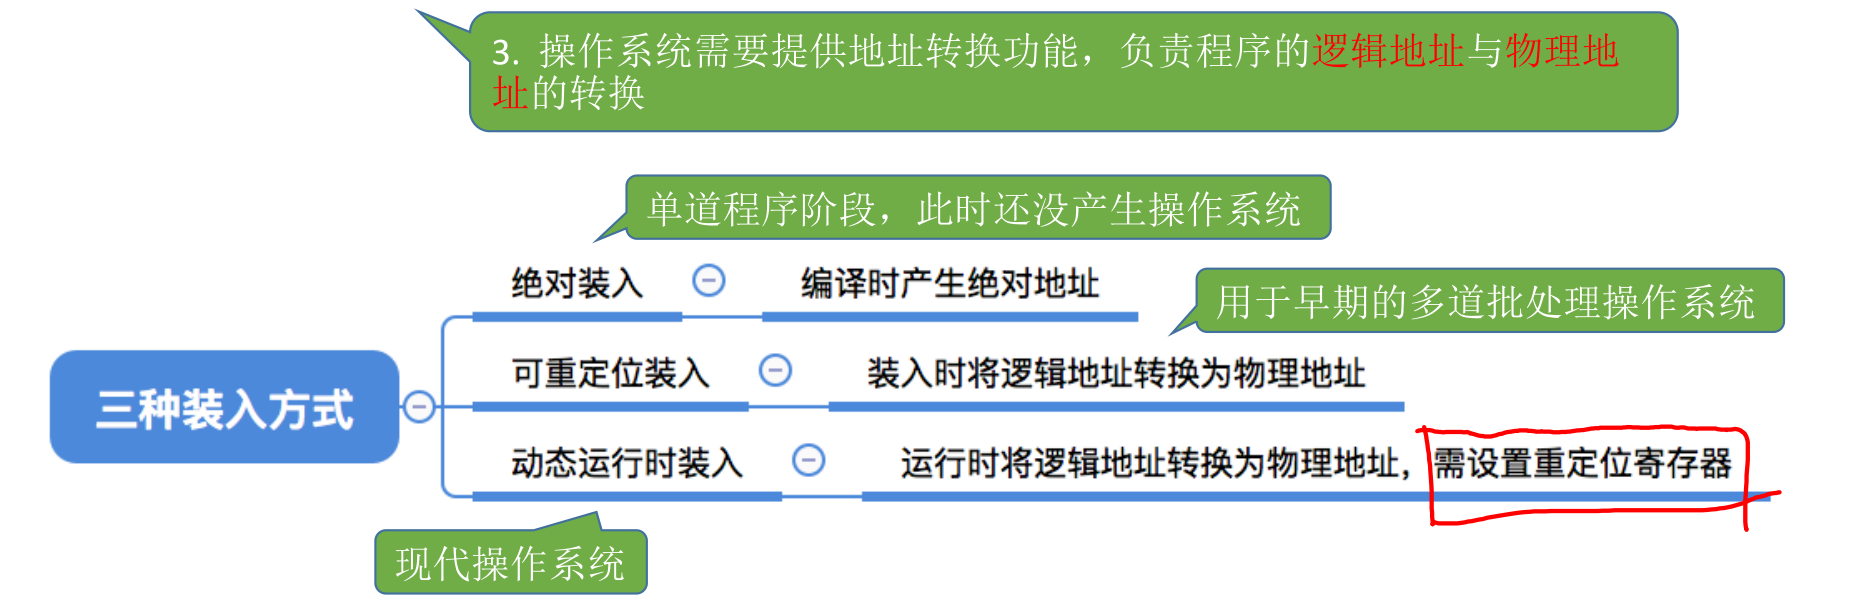 3. 操作系统需要提供地址转换功能，负责程序的逻辑地址与物理地
址的转换
单道程序阶段，此时还没产生操作系统
绝对装入
编译时产生绝对地址
用于早期的多道批处理操作系统
可重定位装入
装入时将逻辑地址转换为物理地址
三种装入方式
动态运行时装入
运行时将逻辑地址转换为物理地址，需设置重定位寄存器
现代操作系统